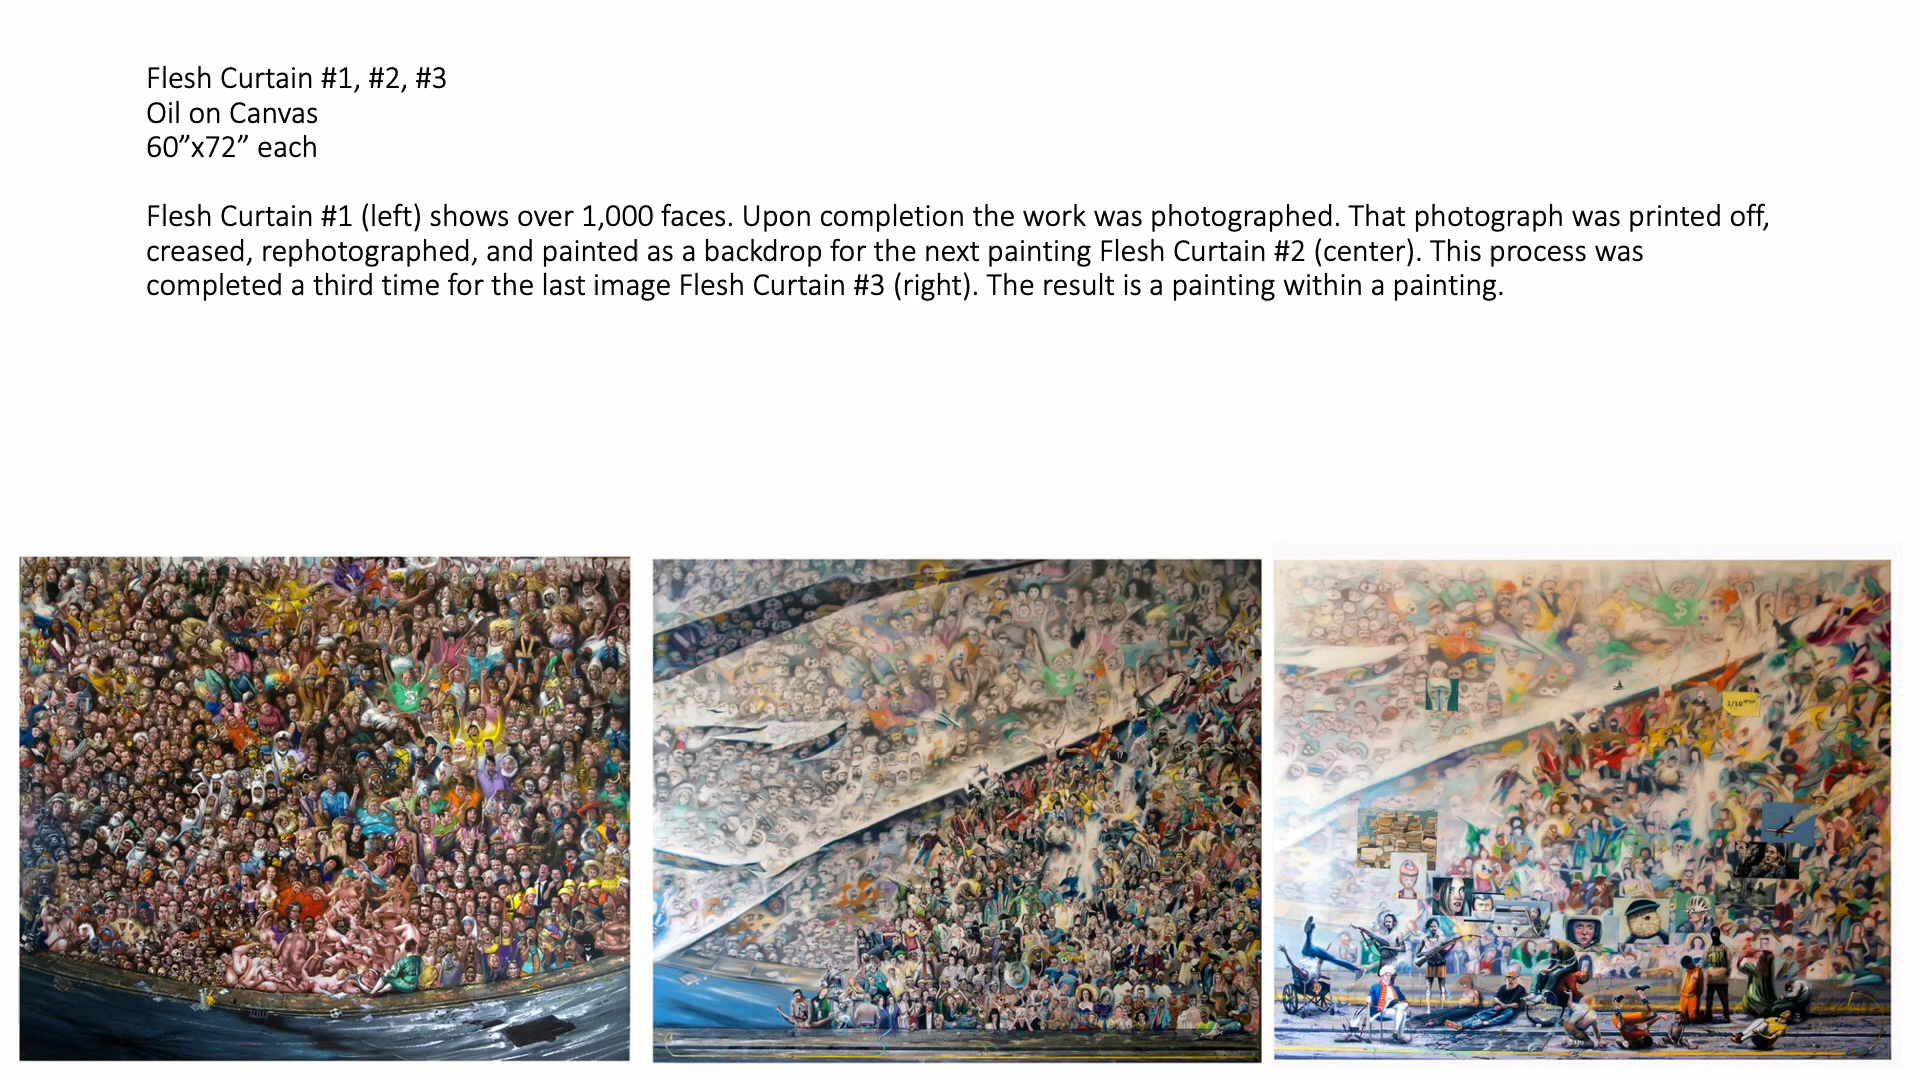 Flesh Curtain #1, #2, #3
Oil on Canvas
60”x72” each
Flesh Curtain #1 (left) shows over 1,000 faces. Upon completion the work was photographed. That photograph was printed off,
creased, rephotographed, and painted as a backdrop for the next painting Flesh Curtain #2 (center). This process was
completed a third time for the last image Flesh Curtain #3 (right). The result is a painting within a painting.
S
S
S
1/10